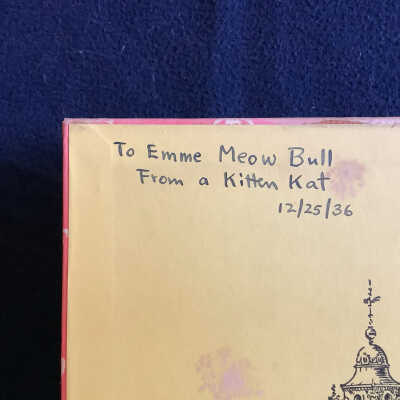 To Emme Meow Bull
From a Kitten Kat
12/25/36